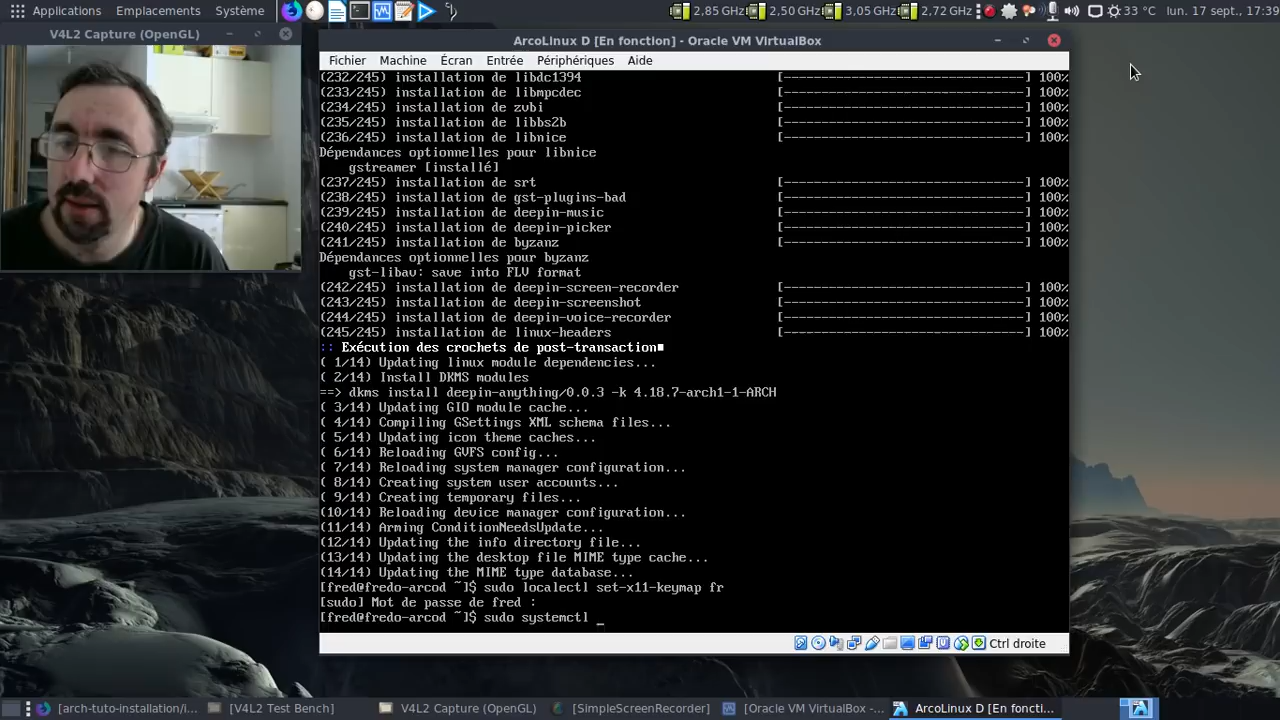 Applications Emplacements Système 2,85 GHz 2,50 GHz 3,05 GHz 2,72 GHz 33 °C lun. 17 sept., 17:39
V4L2 Capture (OpenGL)
ArcoLinux D [En fonction] - Oracle VM VirtualBox
Fichier Machine Écran Entrée Périphériques Aide
(232/245) installation de libdc1394 [----------------------------------] 100%
(233/245) installation de libmpcdec [----------------------------------] 100%
(234/245) installation de zvbi [----------------------------------] 100%
(235/245) installation de libbs2b [----------------------------------] 100%
(236/245) installation de libnice [----------------------------------] 100%
Dépendances optionnelles pour libnice
gstreamer [installé]
(237/245) installation de srt [----------------------------------] 100%
(238/245) installation de gst-plugins-bad [----------------------------------] 100%
(239/245) installation de deepin-music [----------------------------------] 100%
(240/245) installation de deepin-picker [----------------------------------] 100%
(241/245) installation de byzanz [----------------------------------] 100%
Dépendances optionnelles pour byzanz
gst-libav: save into FLV format
(242/245) installation de deepin-screen-recorder [----------------------------------] 100%
(243/245) installation de deepin-screenshot [----------------------------------] 100%
(244/245) installation de deepin-voice-recorder [----------------------------------] 100%
(245/245) installation de linux-headers [----------------------------------] 100%
:: Exécution des crochets de post-transaction■
( 1/14) Updating linux module dependencies...
( 2/14) Install DKMS modules
==> dkms install deepin-anything/0.0.3 -k 4.18.7-arch1-1-ARCH
( 3/14) Updating GIO module cache...
( 4/14) Compiling GSettings XML schema files...
( 5/14) Updating icon theme caches...
( 6/14) Reloading GVFS config...
( 7/14) Reloading system manager configuration...
( 8/14) Creating system user accounts...
( 9/14) Creating temporary files...
(10/14) Reloading device manager configuration...
(11/14) Arming ConditionNeedsUpdate...
(12/14) Updating the info directory file...
(13/14) Updating the desktop file MIME type cache...
(14/14) Updating the MIME type database...
[fred@fredo-arcod ~]$ sudo localectl set-x11-keymap fr
[sudo] Mot de passe de fred :
[fred@fredo-arcod ~]$ sudo systemctl _
Ctrl droite
[arch-tuto-installation/i... [V4L2 Test Bench] V4L2 Capture (OpenGL) [SimpleScreenRecorder] [Oracle VM VirtualBox -... ArcoLinux D [En foncti...